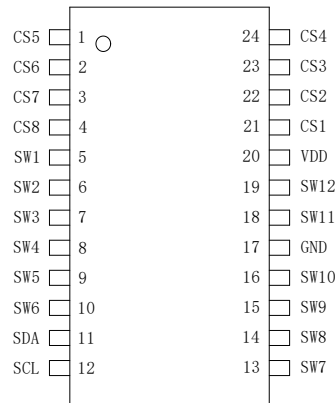 CS5 1 24 CS4
CS6 2 23 CS3
CS7 3 22 CS2
CS8 4 21 CS1
SW1 5 20 VDD
SW2 6 19 SW12
SW3 7 18 SW11
SW4 8 17 GND
SW5 9 16 SW10
SW6 10 15 SW9
SDA 11 14 SW8
SCL 12 13 SW7